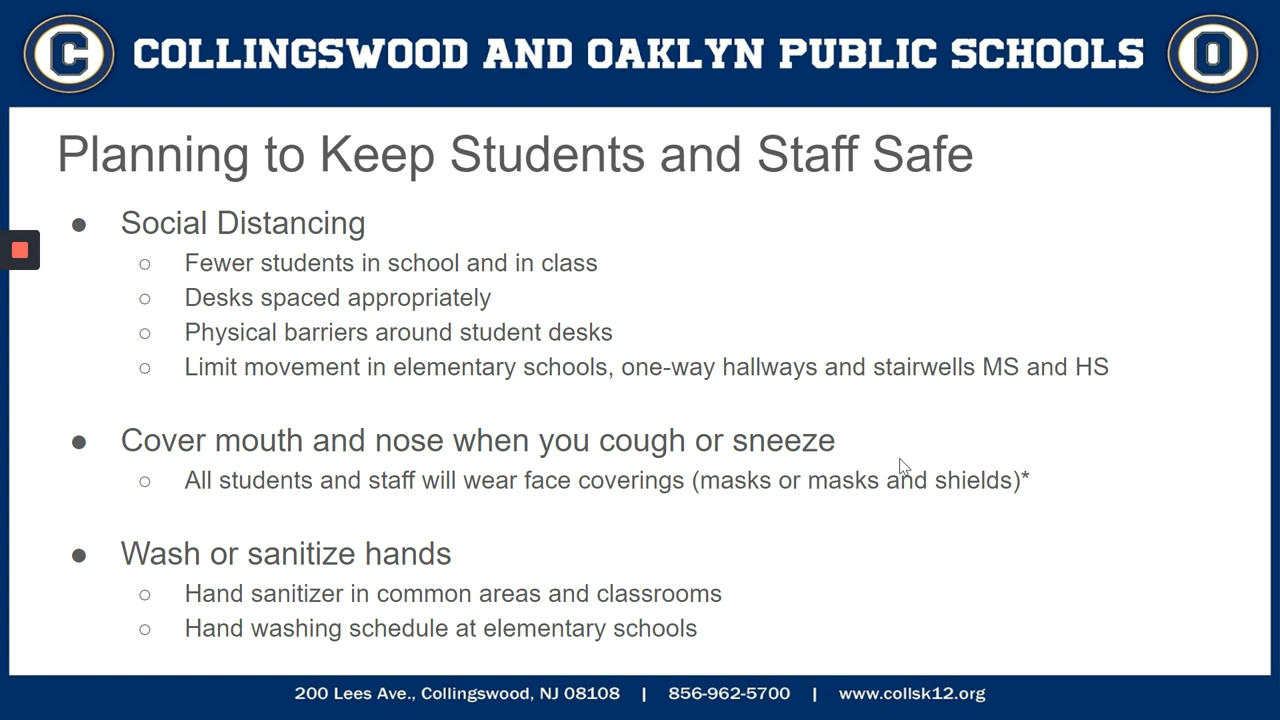 C COLLINGSWOOD AND OAKLYN PUBLIC SCHOOLS O
Planning to Keep Students and Staff Safe
● Social Distancing
○ Fewer students in school and in class
○ Desks spaced appropriately
○ Physical barriers around student desks
○ Limit movement in elementary schools, one-way hallways and stairwells MS and HS
● Cover mouth and nose when you cough or sneeze
○ All students and staff will wear face coverings (masks or masks and shields)*
● Wash or sanitize hands
○ Hand sanitizer in common areas and classrooms
○ Hand washing schedule at elementary schools
200 Lees Ave., Collingswood, NJ 08108 | 856-962-5700 | www.collsk12.org